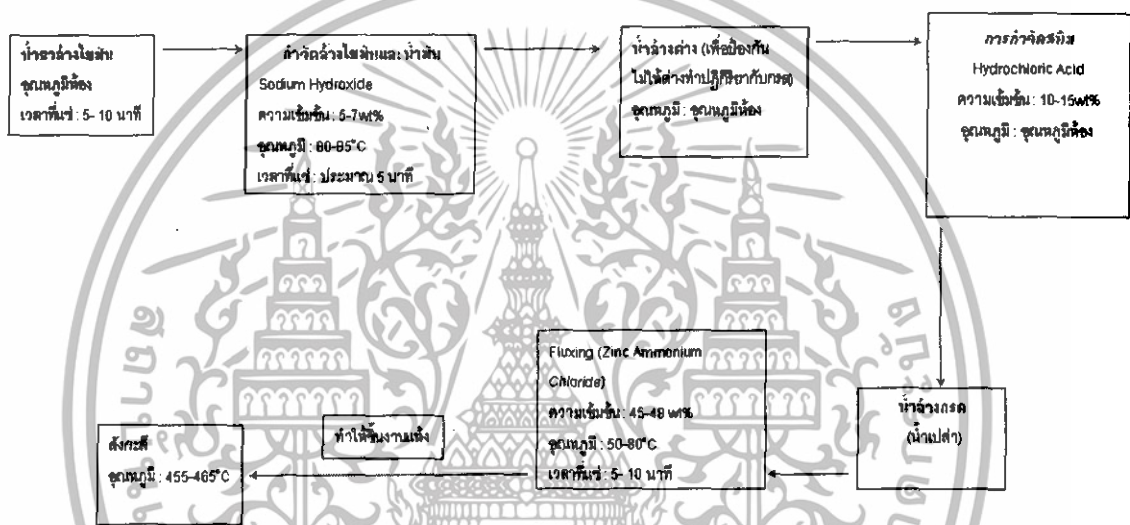 น้ำยาล้างไขมัน
อุณหภูมิห้อง
เวลาที่แช่ : 5- 10 นาที
กำจัดล้างไขมันและ น้ำมัน
Sodium Hydroxide
ความเข้มข้น : 5-7wt%
อุณหภูมิ : 80-85°C
เวลาที่แช่ : ประมาณ 5 นาที
น้ำล้างด่าง (เพื่อป้องกัน
ไม่ให้ด่างทำปฏิกิริยากับกรด)
อุณหภูมิ : อุณหภูมิห้อง
การกำจัดสนิม
Hydrochloric Acid
ความเข้มข้น : 10-15wt%
อุณหภูมิ : อุณหภูมิห้อง
น้ำล้างกรด
(น้ำเปล่า)
Fluxing (Zinc Ammonium
Chloride)
ความเข้มข้น : 45-48 wt%
อุณหภูมิ : 50-80°C
เวลาที่แช่ : 5- 10 นาที
ทำให้ชิ้นงานแห้ง
สังกะสี
อุณหภูมิ : 455-465°C